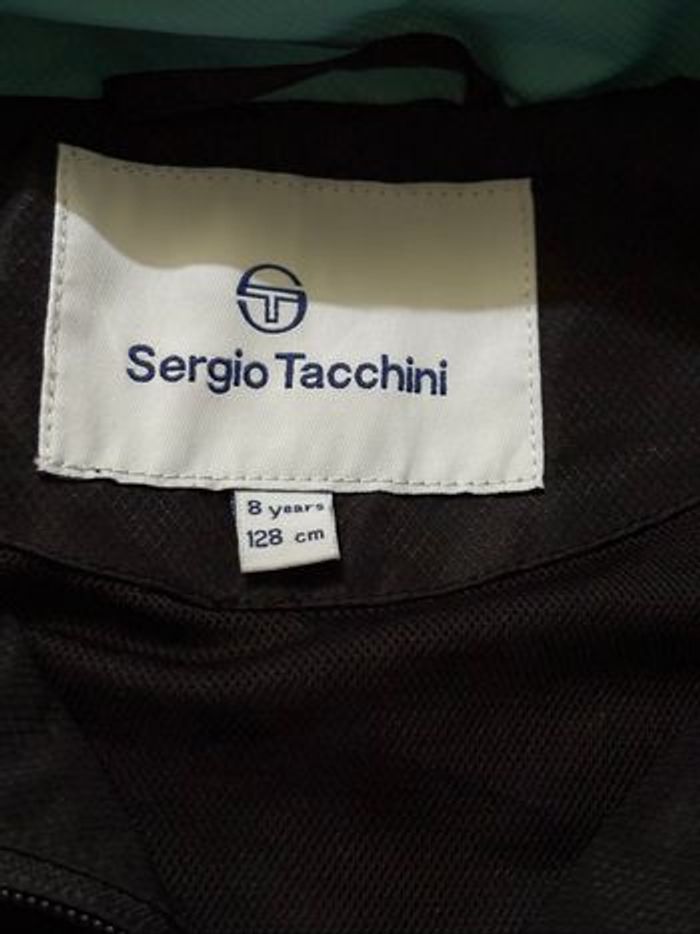 Sergio Tacchini
8 years
128 cm